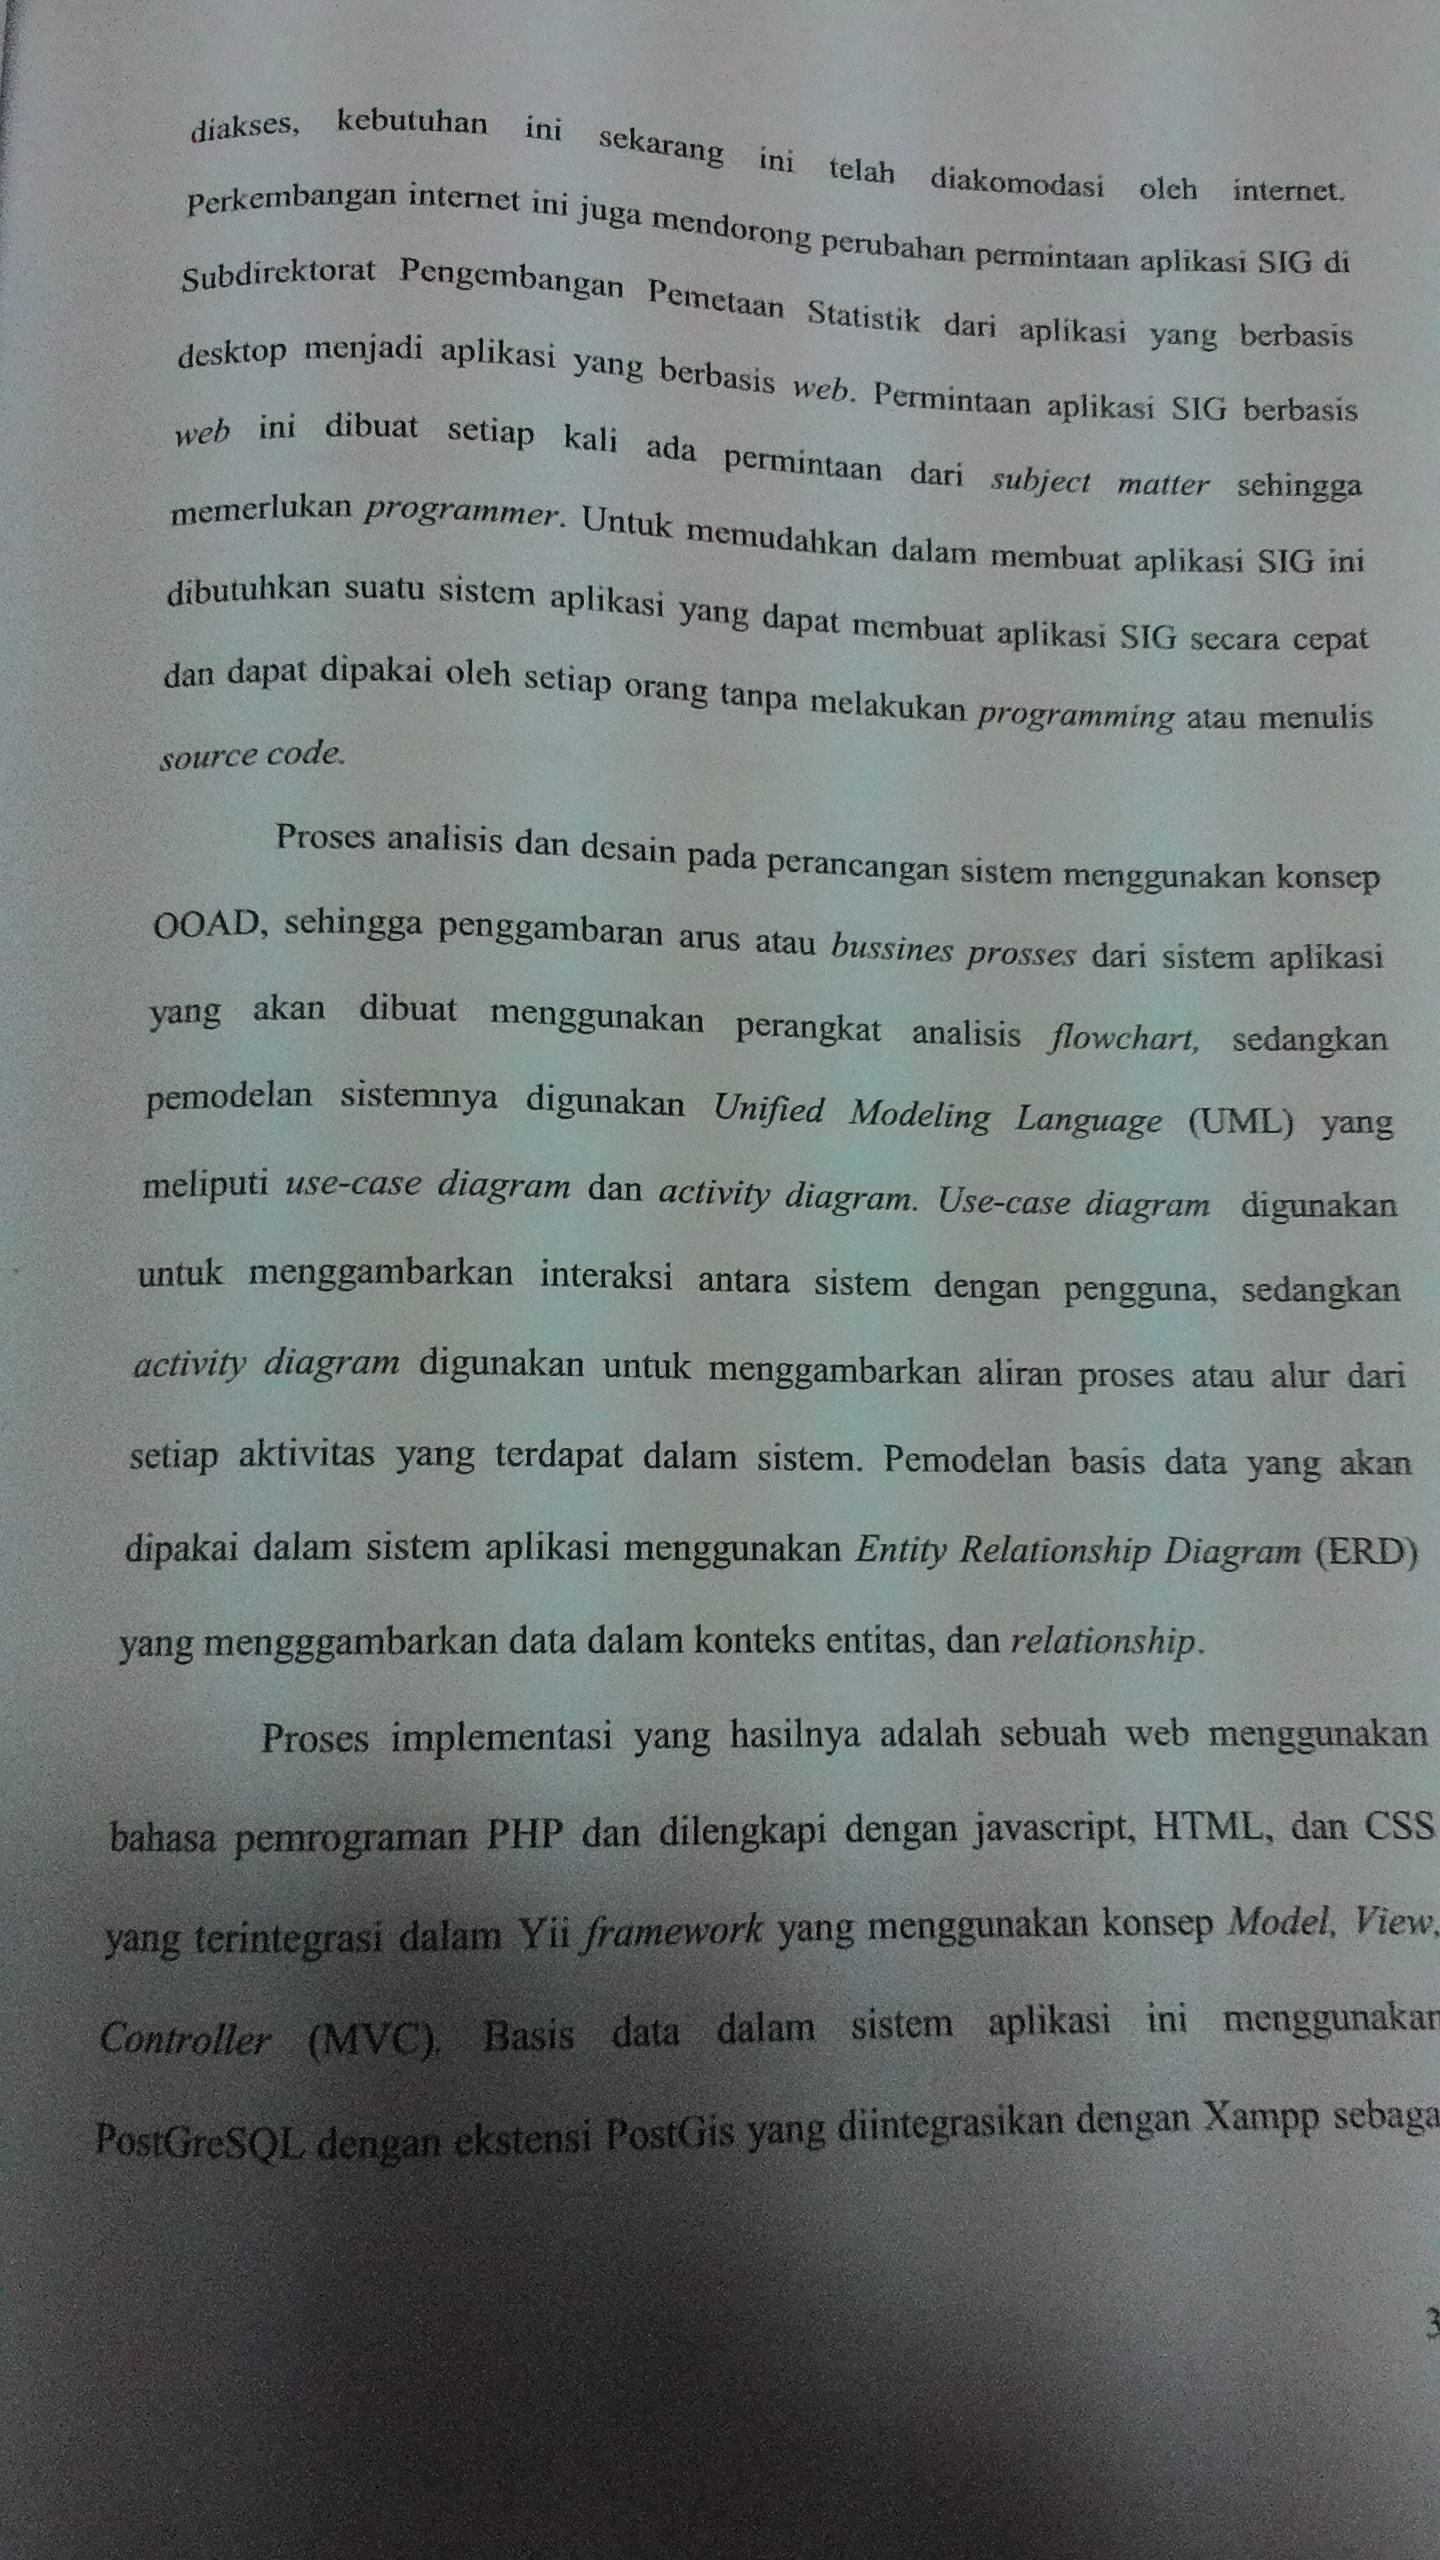 diakses, kebutuhan ini sekarang ini telah diakomodasi oleh internet.
Perkembangan internet ini juga mendorong perubahan permintaan aplikasi SIG di
Subdirektorat Pengembangan Pemetaan Statistik dari aplikasi yang berbasis
desktop menjadi aplikasi yang berbasis web. Permintaan aplikasi SIG berbasis
web ini dibuat setiap kali ada permintaan dari subject matter sehingga
memerlukan programmer. Untuk memudahkan dalam membuat aplikasi SIG ini
dibutuhkan suatu sistem aplikasi yang dapat membuat aplikasi SIG secara cepat
dan dapat dipakai oleh setiap orang tanpa melakukan programming atau menulis
source code.
Proses analisis dan desain pada perancangan sistem menggunakan konsep
OOAD, sehingga penggambaran arus atau bussines prosses dari sistem aplikasi
yang akan dibuat menggunakan perangkat analisis flowchart, sedangkan
pemodelan sistemnya digunakan Unified Modeling Language (UML) yang
meliputi use-case diagram dan activity diagram. Use-case diagram digunakan
untuk menggambarkan interaksi antara sistem dengan pengguna, sedangkan
activity diagram digunakan untuk menggambarkan aliran proses atau alur dari
setiap aktivitas yang terdapat dalam sistem. Pemodelan basis data yang akan
dipakai dalam sistem aplikasi menggunakan Entity Relationship Diagram (ERD)
yang mengggambarkan data dalam konteks entitas, dan relationship.
Proses implementasi yang hasilnya adalah sebuah web menggunakan
bahasa pemrograman PHP dan dilengkapi dengan javascript, HTML, dan CSS
yang terintegrasi dalam Yii framework yang menggunakan konsep Model, View,
Controller (MVC). Basis data dalam sistem aplikasi ini menggunakan
PostGreSQL dengan ekstensi PostGis yang diintegrasikan dengan Xampp sebaga
3